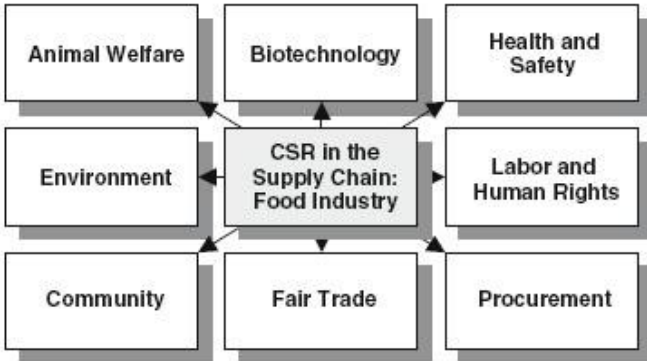 Animal Welfare
Biotechnology
Health and
Safety
Environment
CSR in the
Supply Chain:
Food Industry
Labor and
Human Rights
Community
Fair Trade
Procurement